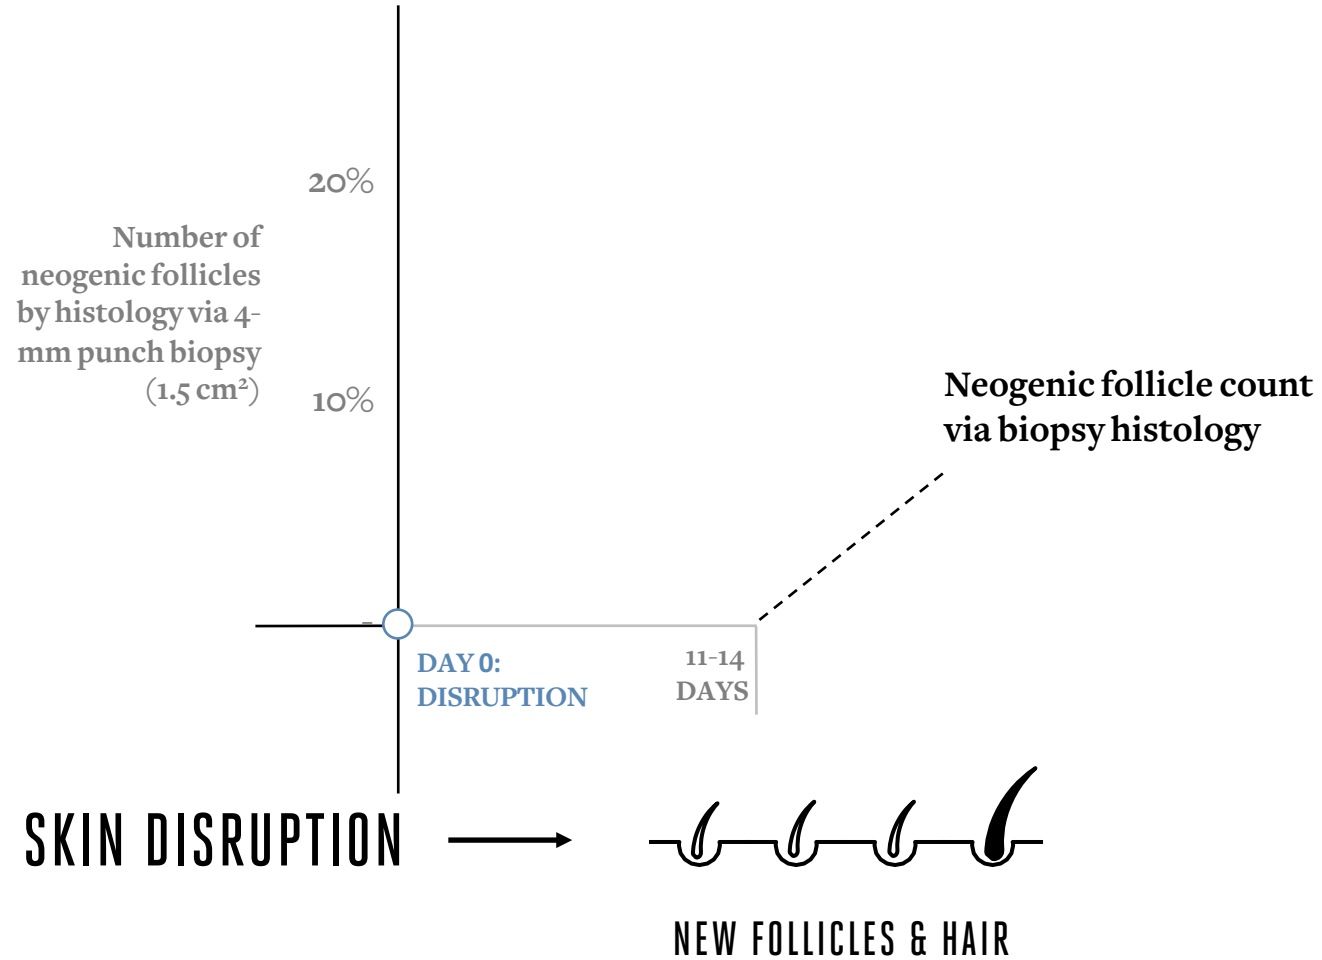 20%
Number of
neogenic follicles
by histology via 4-
mm punch biopsy
(1.5 cm²)
10%
Neogenic follicle count
via biopsy histology
DAY 0:
DISRUPTION
11-14
DAYS
SKIN DISRUPTION
NEW FOLLICLES & HAIR